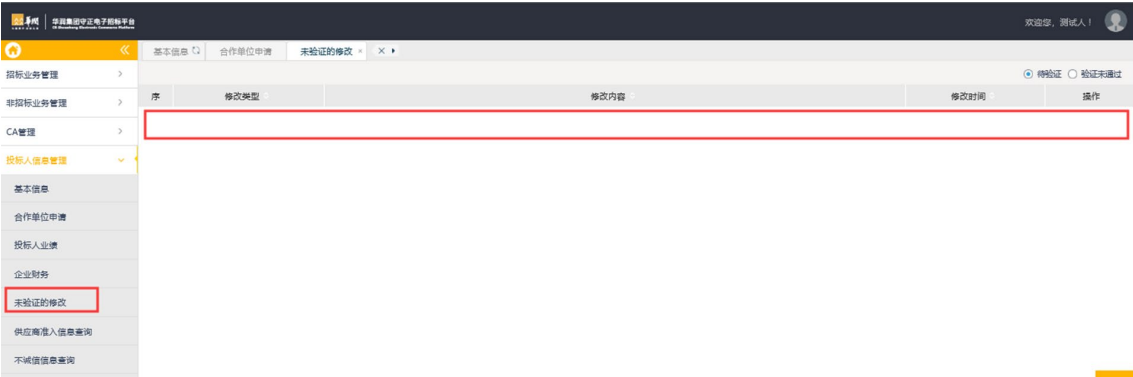 华润集团守正电子招标平台
欢迎您，测试人！
基本信息
合作单位申请
未验证的修改
招标业务管理
待验证
验证未通过
序
修改类型
修改内容
修改时间
操作
非招标业务管理
CA管理
投标人信息管理
基本信息
合作单位申请
投标人业绩
企业财务
未验证的修改
供应商准入信息查询
不诚信信息查询